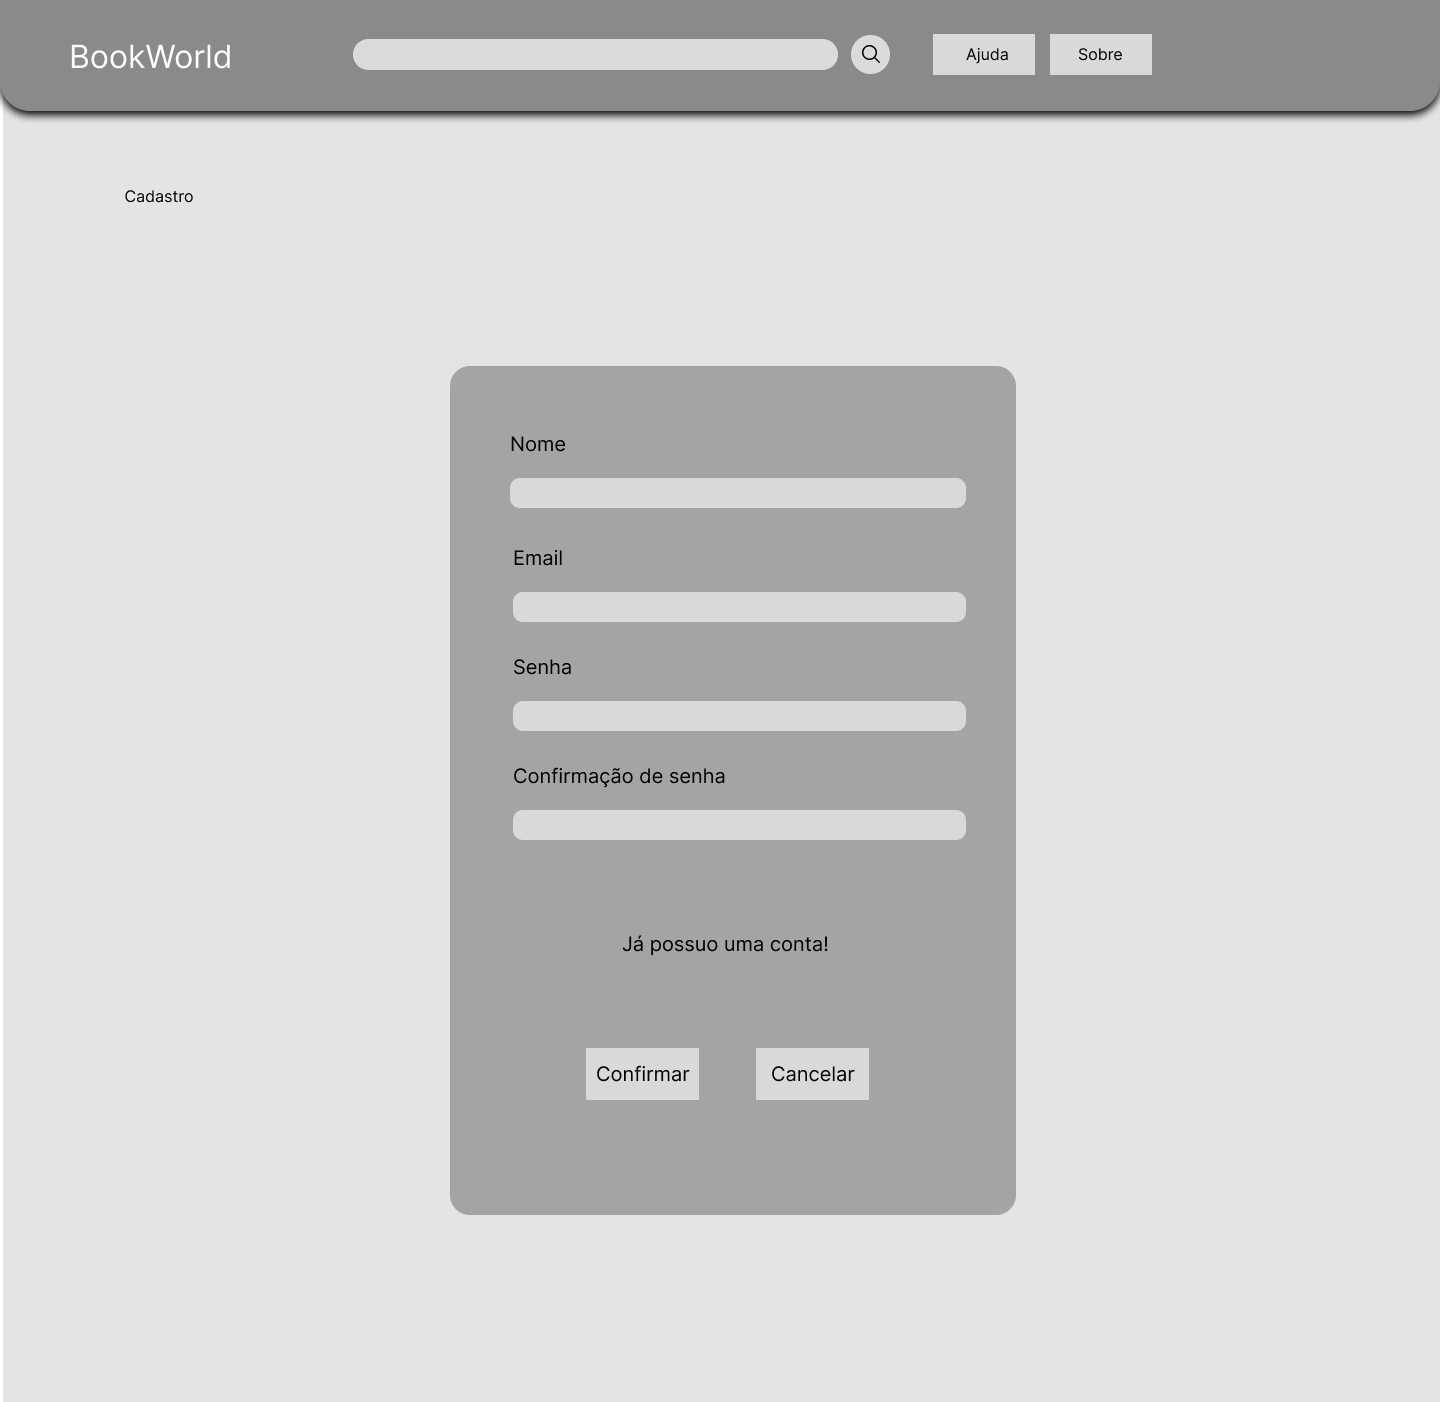 BookWorld
Ajuda
Sobre
Cadastro
Nome
Email
Senha
Confirmação de senha
Já possuo uma conta!
Confirmar
Cancelar